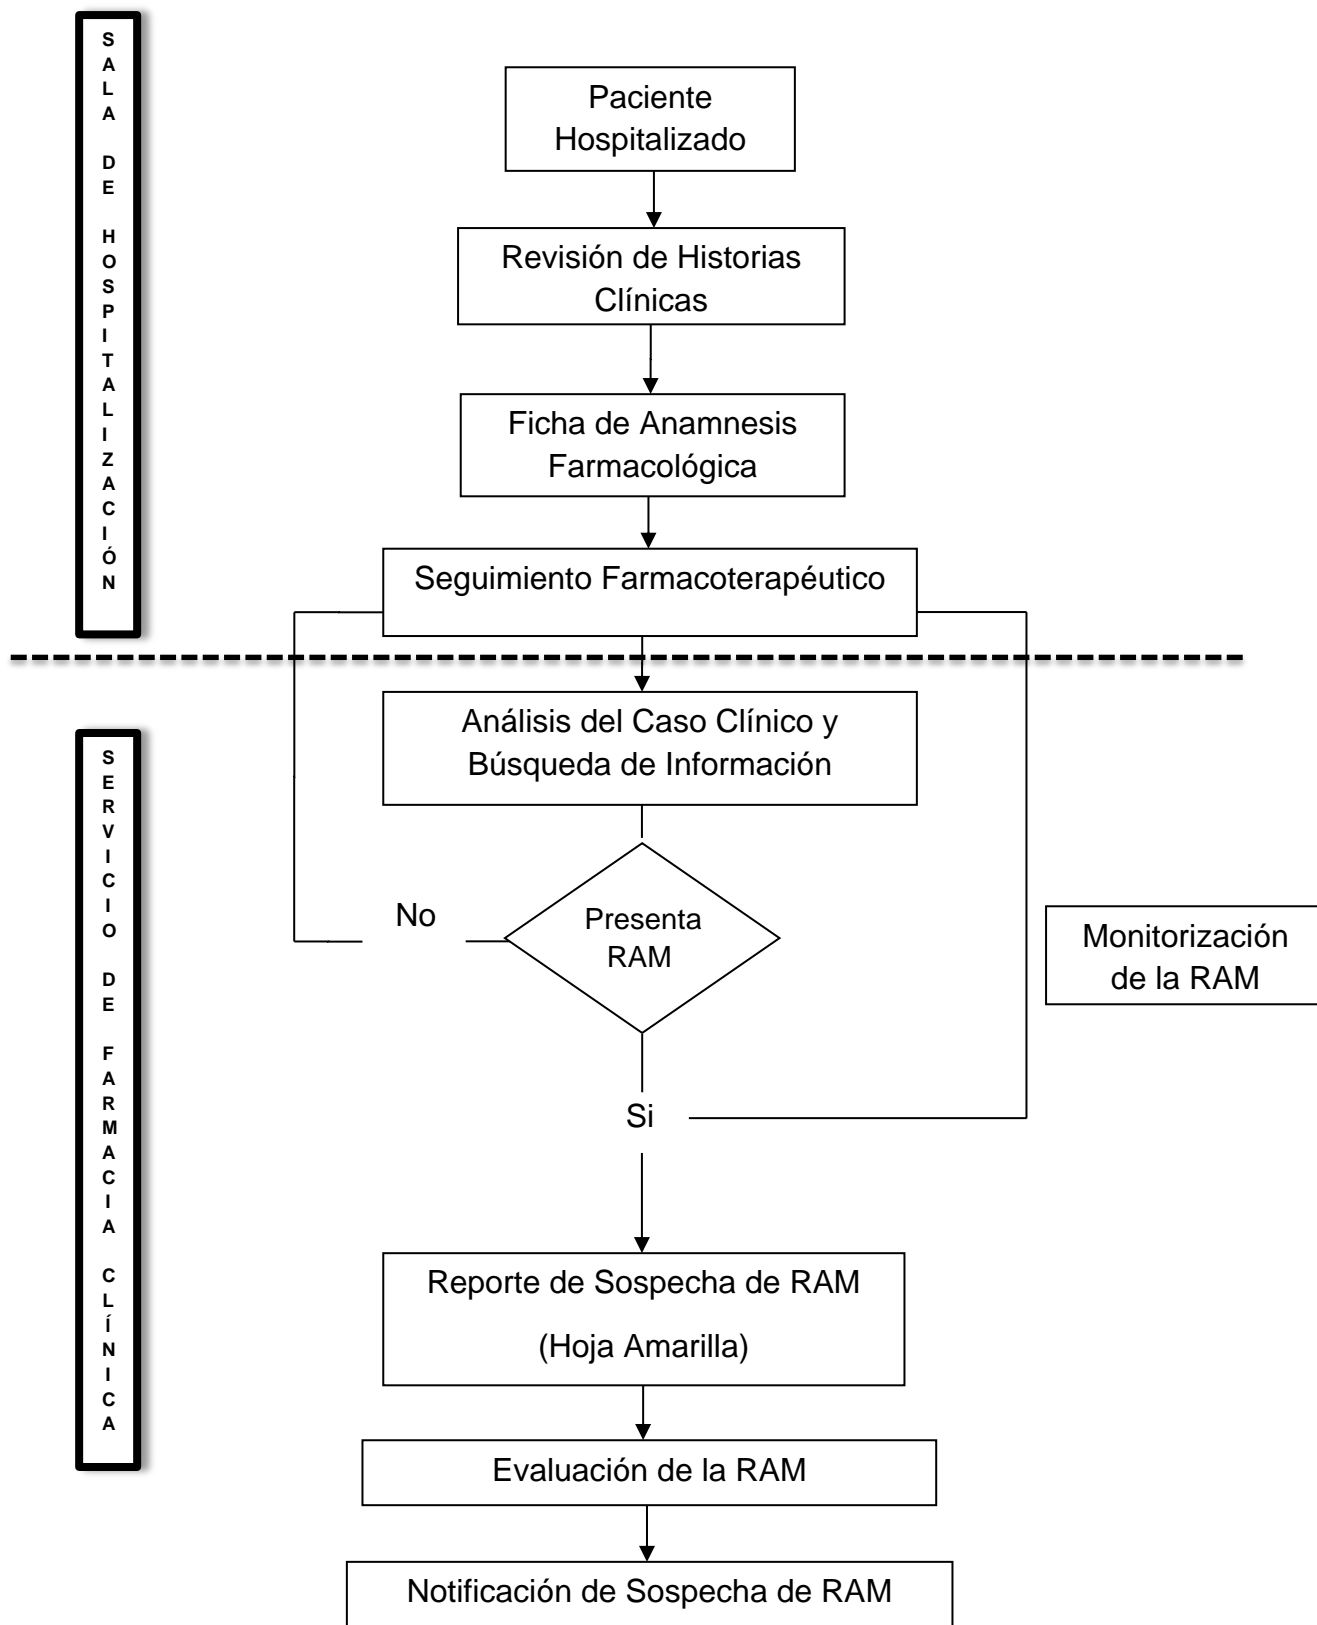 SALA DE HOSPITALIZACIÓN
Paciente
Hospitalizado
Revisión de Historias
Clínicas
Ficha de Anamnesis
Farmacológica
Seguimiento Farmacoterapéutico
SERVICIO DE FARMACIA CLÍNICA
Análisis del Caso Clínico y
Búsqueda de Información
No
Presenta
RAM
Monitorización
de la RAM
Si
Reporte de Sospecha de RAM
(Hoja Amarilla)
Evaluación de la RAM
Notificación de Sospecha de RAM